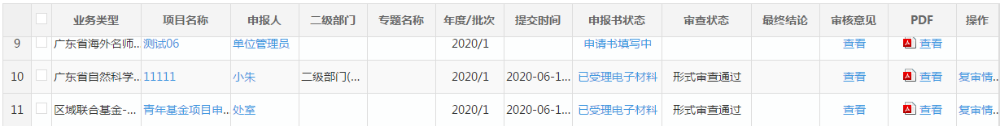 业务类型 项目名称 申报人 二级部门 专题名称 年度/批次 提交时间 申报书状态 审查状态 最终结论 审核意见 PDF 操作
9 广东省海外名师... 测试06 单位管理员 2020/1 申请书填写中 查看 查看
10 广东省自然科学... 11111 小朱 二级部门(... 2020/1 2020-06-1... 已受理电子材料 形式审查通过 查看 查看 复审情...
11 区域联合基金-... 青年基金项目申... 处室 2020/1 2020-06-1... 已受理电子材料 形式审查通过 查看 查看 复审情...